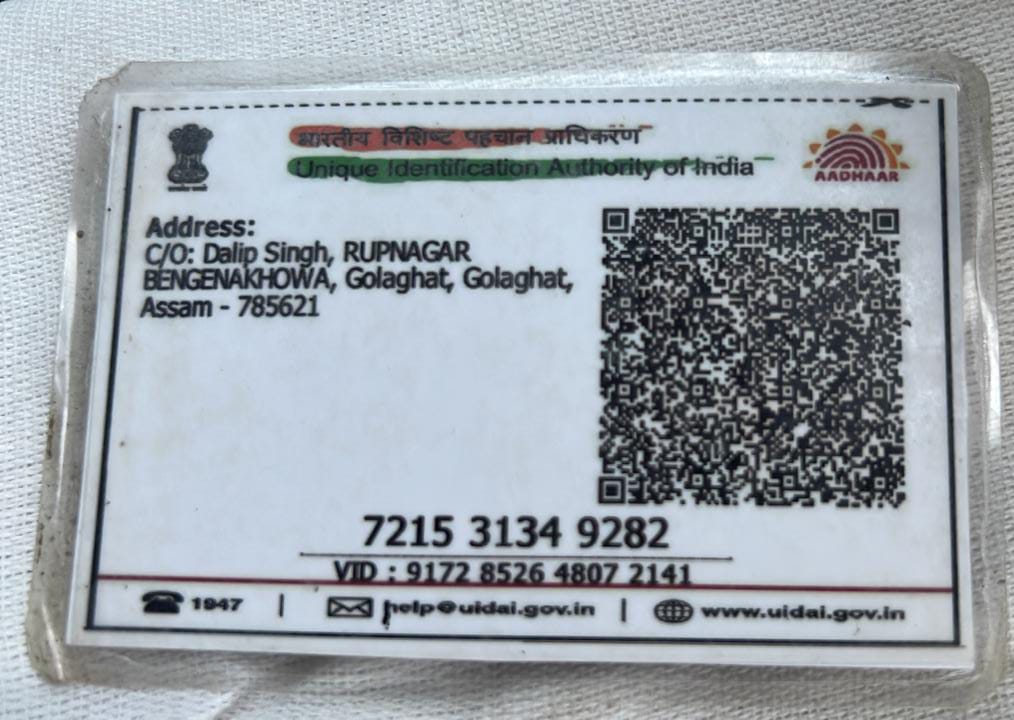 भारतीय विशिष्ट पहचान प्राधिकरण
Unique Identification Authority of India
AADHAAR
Address:
C/O: Dalip Singh, RUPNAGAR
BENGENAKHOWA, Golaghat, Golaghat,
Assam - 785621
7215 3134 9282
VID : 9172 8526 4807 2141
1947 | help@uidai.gov.in | www.uidai.gov.in